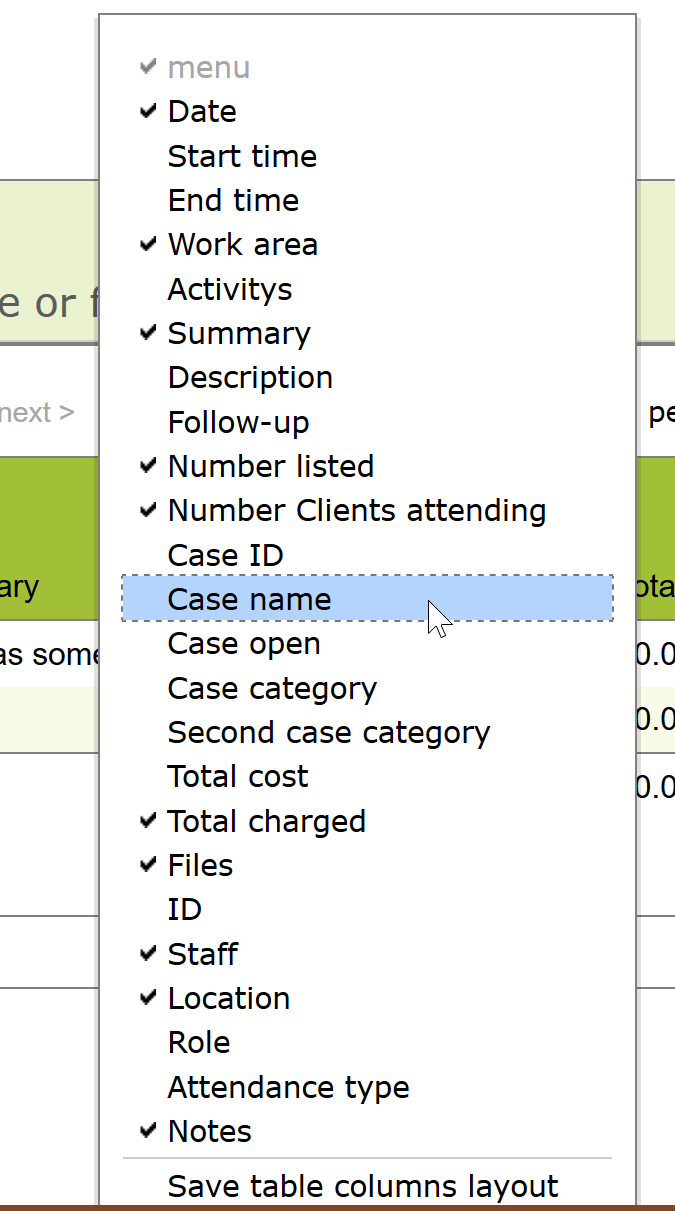 menu
Date
Start time
End time
Work area
Activitys
e or f
Summary
Description
next >
pe
Follow-up
Number listed
Number Clients attending
Case ID
ary
Case name
ota
Case open
as some
0.0
Case category
0.0
Second case category
Total cost
0.0
Total charged
Files
ID
Staff
Location
Role
Attendance type
Notes
Save table columns layout